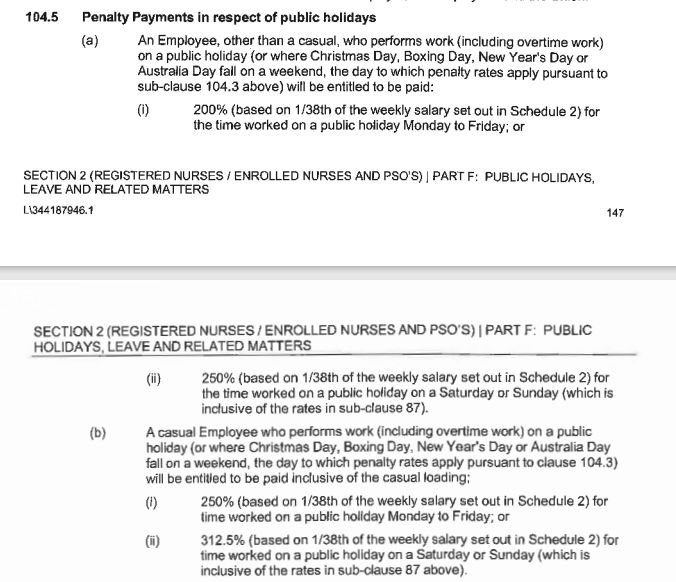 104.5 Penalty Payments in respect of public holidays
(a) An Employee, other than a casual, who performs work (including overtime work)
on a public holiday (or where Christmas Day, Boxing Day, New Year's Day or
Australia Day fall on a weekend, the day to which penalty rates apply pursuant to
sub-clause 104.3 above) will be entitled to be paid:
(i) 200% (based on 1/38th of the weekly salary set out in Schedule 2) for
the time worked on a public holiday Monday to Friday; or
SECTION 2 (REGISTERED NURSES / ENROLLED NURSES AND PSO'S) | PART F: PUBLIC HOLIDAYS,
LEAVE AND RELATED MATTERS
L\344187946.1
147
SECTION 2 (REGISTERED NURSES / ENROLLED NURSES AND PSO'S) | PART F: PUBLIC
HOLIDAYS, LEAVE AND RELATED MATTERS
(ii) 250% (based on 1/38th of the weekly salary set out in Schedule 2) for
the time worked on a public holiday on a Saturday or Sunday (which is
inclusive of the rates in sub-clause 87).
(b) A casual Employee who performs work (including overtime work) on a public
holiday (or where Christmas Day, Boxing Day, New Year's Day or Australia Day
fall on a weekend, the day to which penalty rates apply pursuant to clause 104.3)
will be entitled to be paid inclusive of the casual loading;
(i) 250% (based on 1/38th of the weekly salary set out in Schedule 2) for
time worked on a public holiday Monday to Friday; or
(ii) 312.5% (based on 1/38th of the weekly salary set out in Schedule 2) for
time worked on a public holiday on a Saturday or Sunday (which is
inclusive of the rates in sub-clause 87 above).